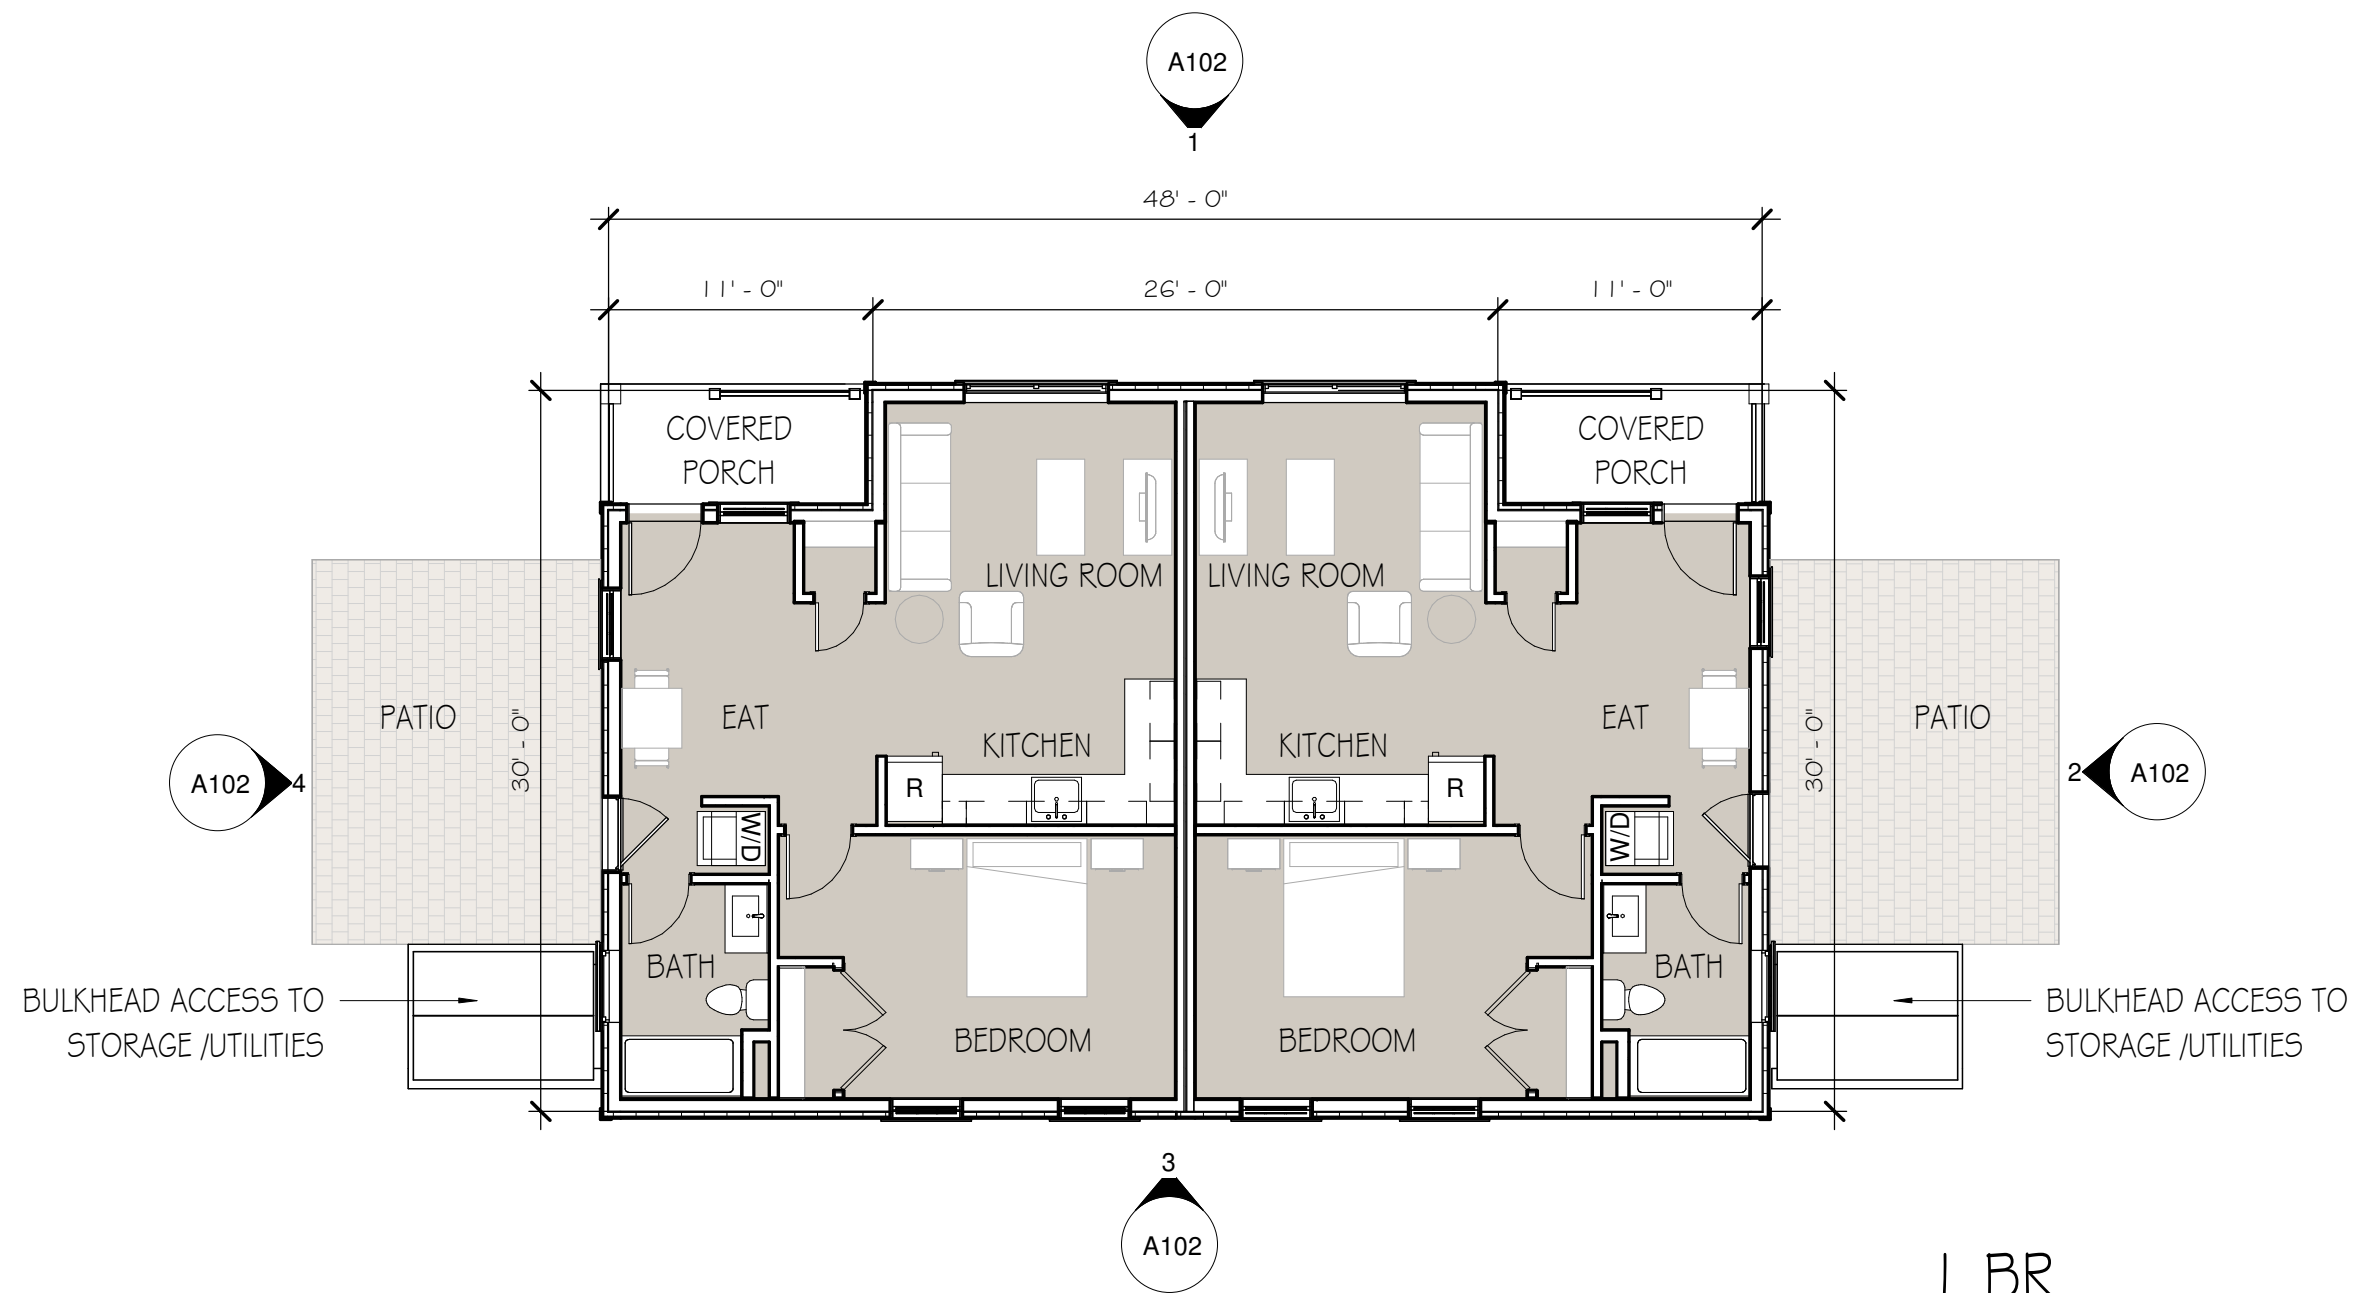 A102
1
48' - 0"
11' - 0"
26' - 0"
11' - 0"
COVERED
PORCH
COVERED
PORCH
LIVING ROOM
LIVING ROOM
PATIO
EAT
EAT
PATIO
30' - 0"
30' - 0"
KITCHEN
KITCHEN
A102
4
2
A102
R
R
W/D
W/D
BATH
BATH
BULKHEAD ACCESS TO
STORAGE /UTILITIES
BULKHEAD ACCESS TO
STORAGE /UTILITIES
BEDROOM
BEDROOM
3
A102
1 BR